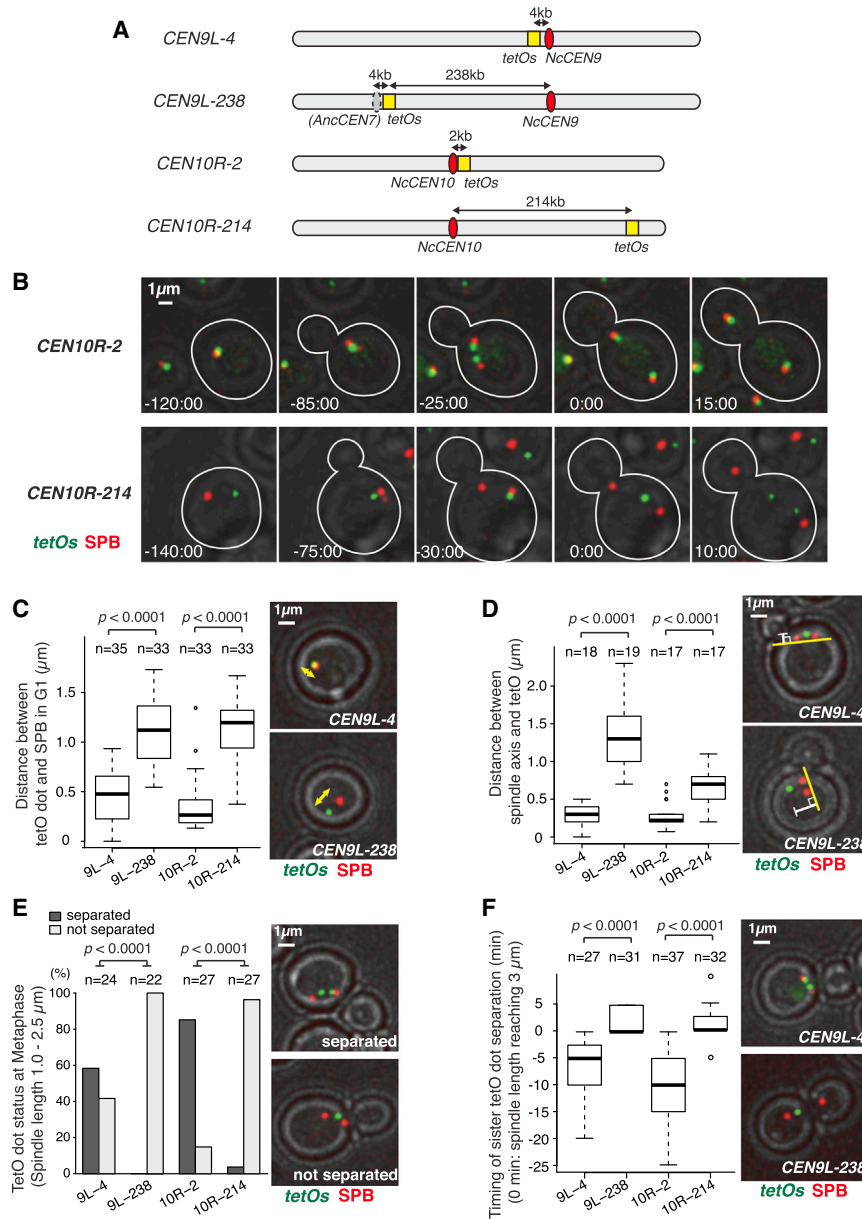 A
CEN9L-4
4kb
tetOs NcCEN9
CEN9L-238
4kb 238kb
(AncCEN7) tetOs NcCEN9
CEN10R-2
2kb
NcCEN10 tetOs
CEN10R-214
214kb
NcCEN10 tetOs
B
1µm
CEN10R-2
-120:00 -85:00 -25:00 0:00 15:00
CEN10R-214
tetOs SPB
-140:00 -75:00 -30:00 0:00 10:00
C
p < 0.0001 p < 0.0001
n=35 n=33 n=33 n=33
Distance between
tetO dot and SPB in G1 (µm)
1.5
1.0
0.5
0
9L–4 9L–238 10R–2 10R–214
1µm
CEN9L-4
CEN9L-238
tetOs SPB
D
p < 0.0001 p < 0.0001
n=18 n=19 n=17 n=17
Distance between
spindle axis and tetO (µm)
2.0
1.5
1.0
0.5
0
9L–4 9L–238 10R–2 10R–214
1µm
CEN9L-4
CEN9L-238
tetOs SPB
E
separated
not separated
p < 0.0001 p < 0.0001
(%) n=24 n=22 n=27 n=27
TetO dot status at Metaphase
(Spindle length 1.0 - 2.5 µm)
100
80
60
40
20
0
9L–4 9L–238 10R–2 10R–214
1µm
separated
not separated
tetOs SPB
F
p < 0.0001 p < 0.0001
n=27 n=31 n=37 n=32
Timing of sister tetO dot separation (min)
(0 min: spindle length reaching 3 µm)
5
0
-5
-10
-15
-20
-25
9L–4 9L–238 10R–2 10R–214
1µm
CEN9L-4
CEN9L-238
tetOs SPB